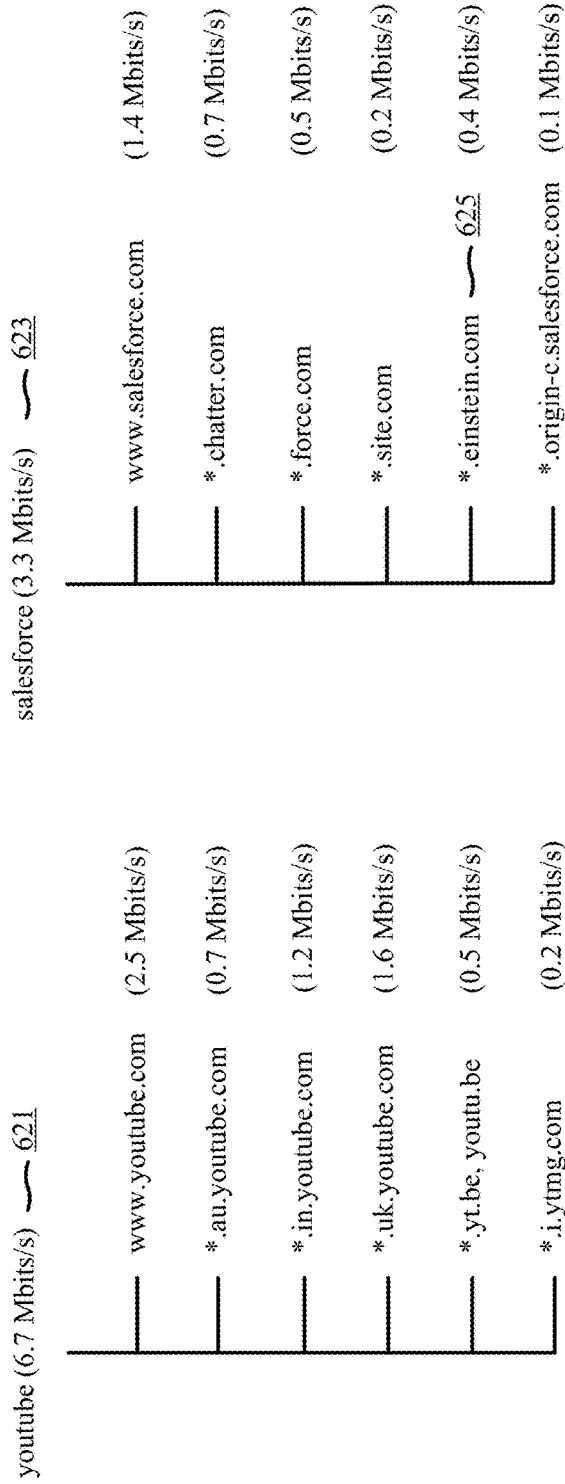 youtube (6.7 Mbits/s) 621
www.youtube.com (2.5 Mbits/s)
*.au.youtube.com (0.7 Mbits/s)
*.in.youtube.com (1.2 Mbits/s)
*.uk.youtube.com (1.6 Mbits/s)
*.yt.be, youtu.be (0.5 Mbits/s)
*.i.ytmg.com (0.2 Mbits/s)
salesforce (3.3 Mbits/s) 623
www.salesforce.com (1.4 Mbits/s)
*.chatter.com (0.7 Mbits/s)
*.force.com (0.5 Mbits/s)
*.site.com (0.2 Mbits/s)
*.einstein.com 625 (0.4 Mbits/s)
*.origin-c.salesforce.com (0.1 Mbits/s)